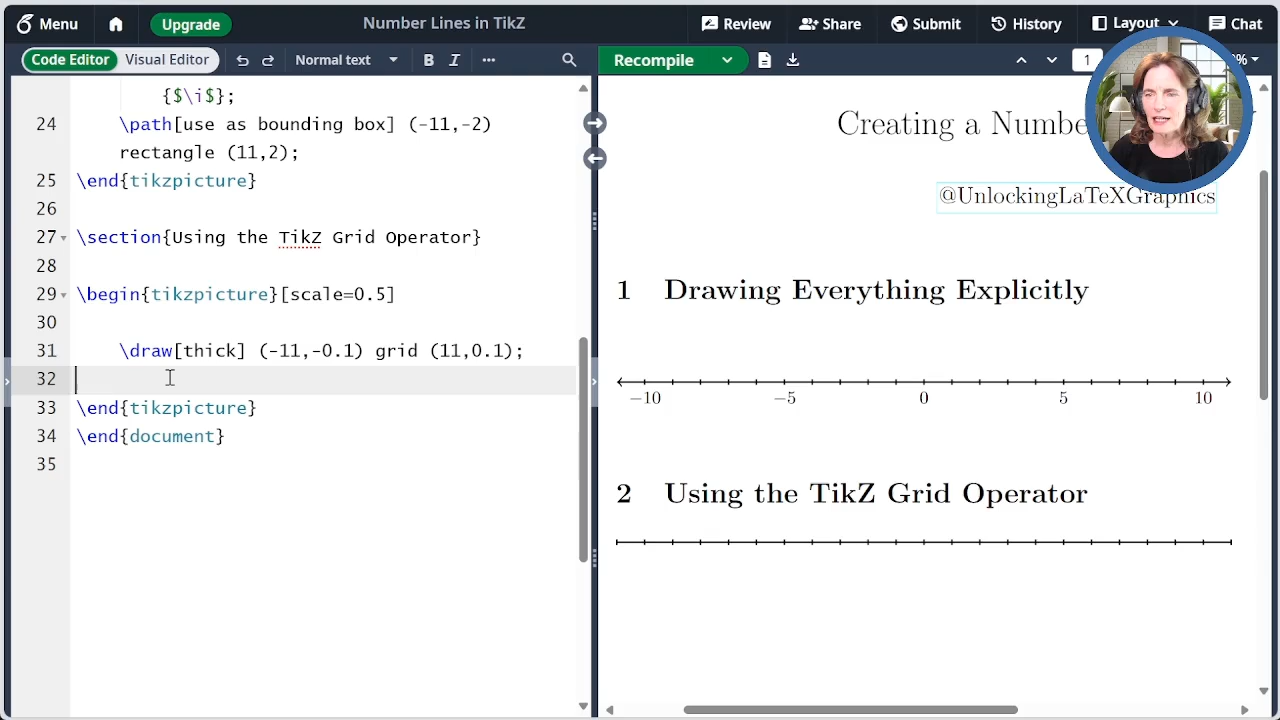 Menu
Upgrade
Number Lines in TikZ
Review
Share
Submit
History
Layout
Chat
Code Editor
Visual Editor
Normal text
B
I
Recompile
1
%
{$\i$};
24 \path[use as bounding box] (-11,-2)
rectangle (11,2);
25 \end{tikzpicture}
26
27 \section{Using the TikZ Grid Operator}
28
29 \begin{tikzpicture}[scale=0.5]
30
31 \draw[thick] (-11,-0.1) grid (11,0.1);
32
33 \end{tikzpicture}
34 \end{document}
35
Creating a Numbe
@UnlockingLaTeXGraphics
1 Drawing Everything Explicitly
−10 −5 0 5 10
2 Using the TikZ Grid Operator